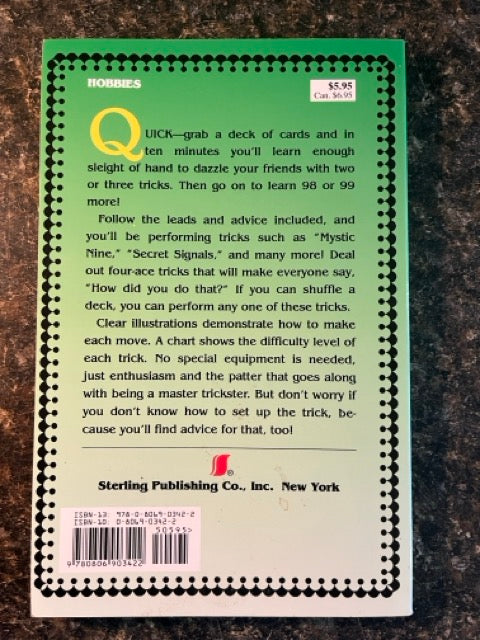 HOBBIES
$5.95
Can. $6.95
QUICK—grab a deck of cards and in
ten minutes you'll learn enough
sleight of hand to dazzle your friends with two
or three tricks. Then go on to learn 98 or 99
more!
Follow the leads and advice included, and
you'll be performing tricks such as "Mystic
Nine," "Secret Signals," and many more! Deal
out four-ace tricks that will make everyone say,
"How did you do that?" If you can shuffle a
deck, you can perform any one of these tricks.
Clear illustrations demonstrate how to make
each move. A chart shows the difficulty level of
each trick. No special equipment is needed,
just enthusiasm and the patter that goes along
with being a master trickster. But don't worry if
you don't know how to set up the trick, be-
cause you'll find advice for that, too!
®
Sterling Publishing Co., Inc. New York
ISBN-13: 978-0-8069-0342-2
ISBN-10: 0-8069-0342-2
50595>
9 780806 903422